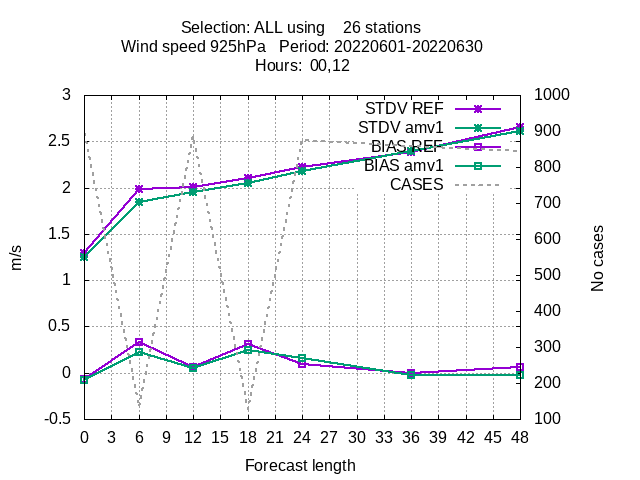 Selection: ALL using    26 stations
Wind speed 925hPa   Period: 20220601-20220630
Hours:  00,12
3
2.5
2
1.5
1
0.5
0
-0.5
m/s
1000
900
800
700
600
500
400
300
200
100
No cases
STDV REF
STDV amv1
BIAS REF
BIAS amv1
CASES
0 3 6 9 12 15 18 21 24 27 30 33 36 39 42 45 48
Forecast length